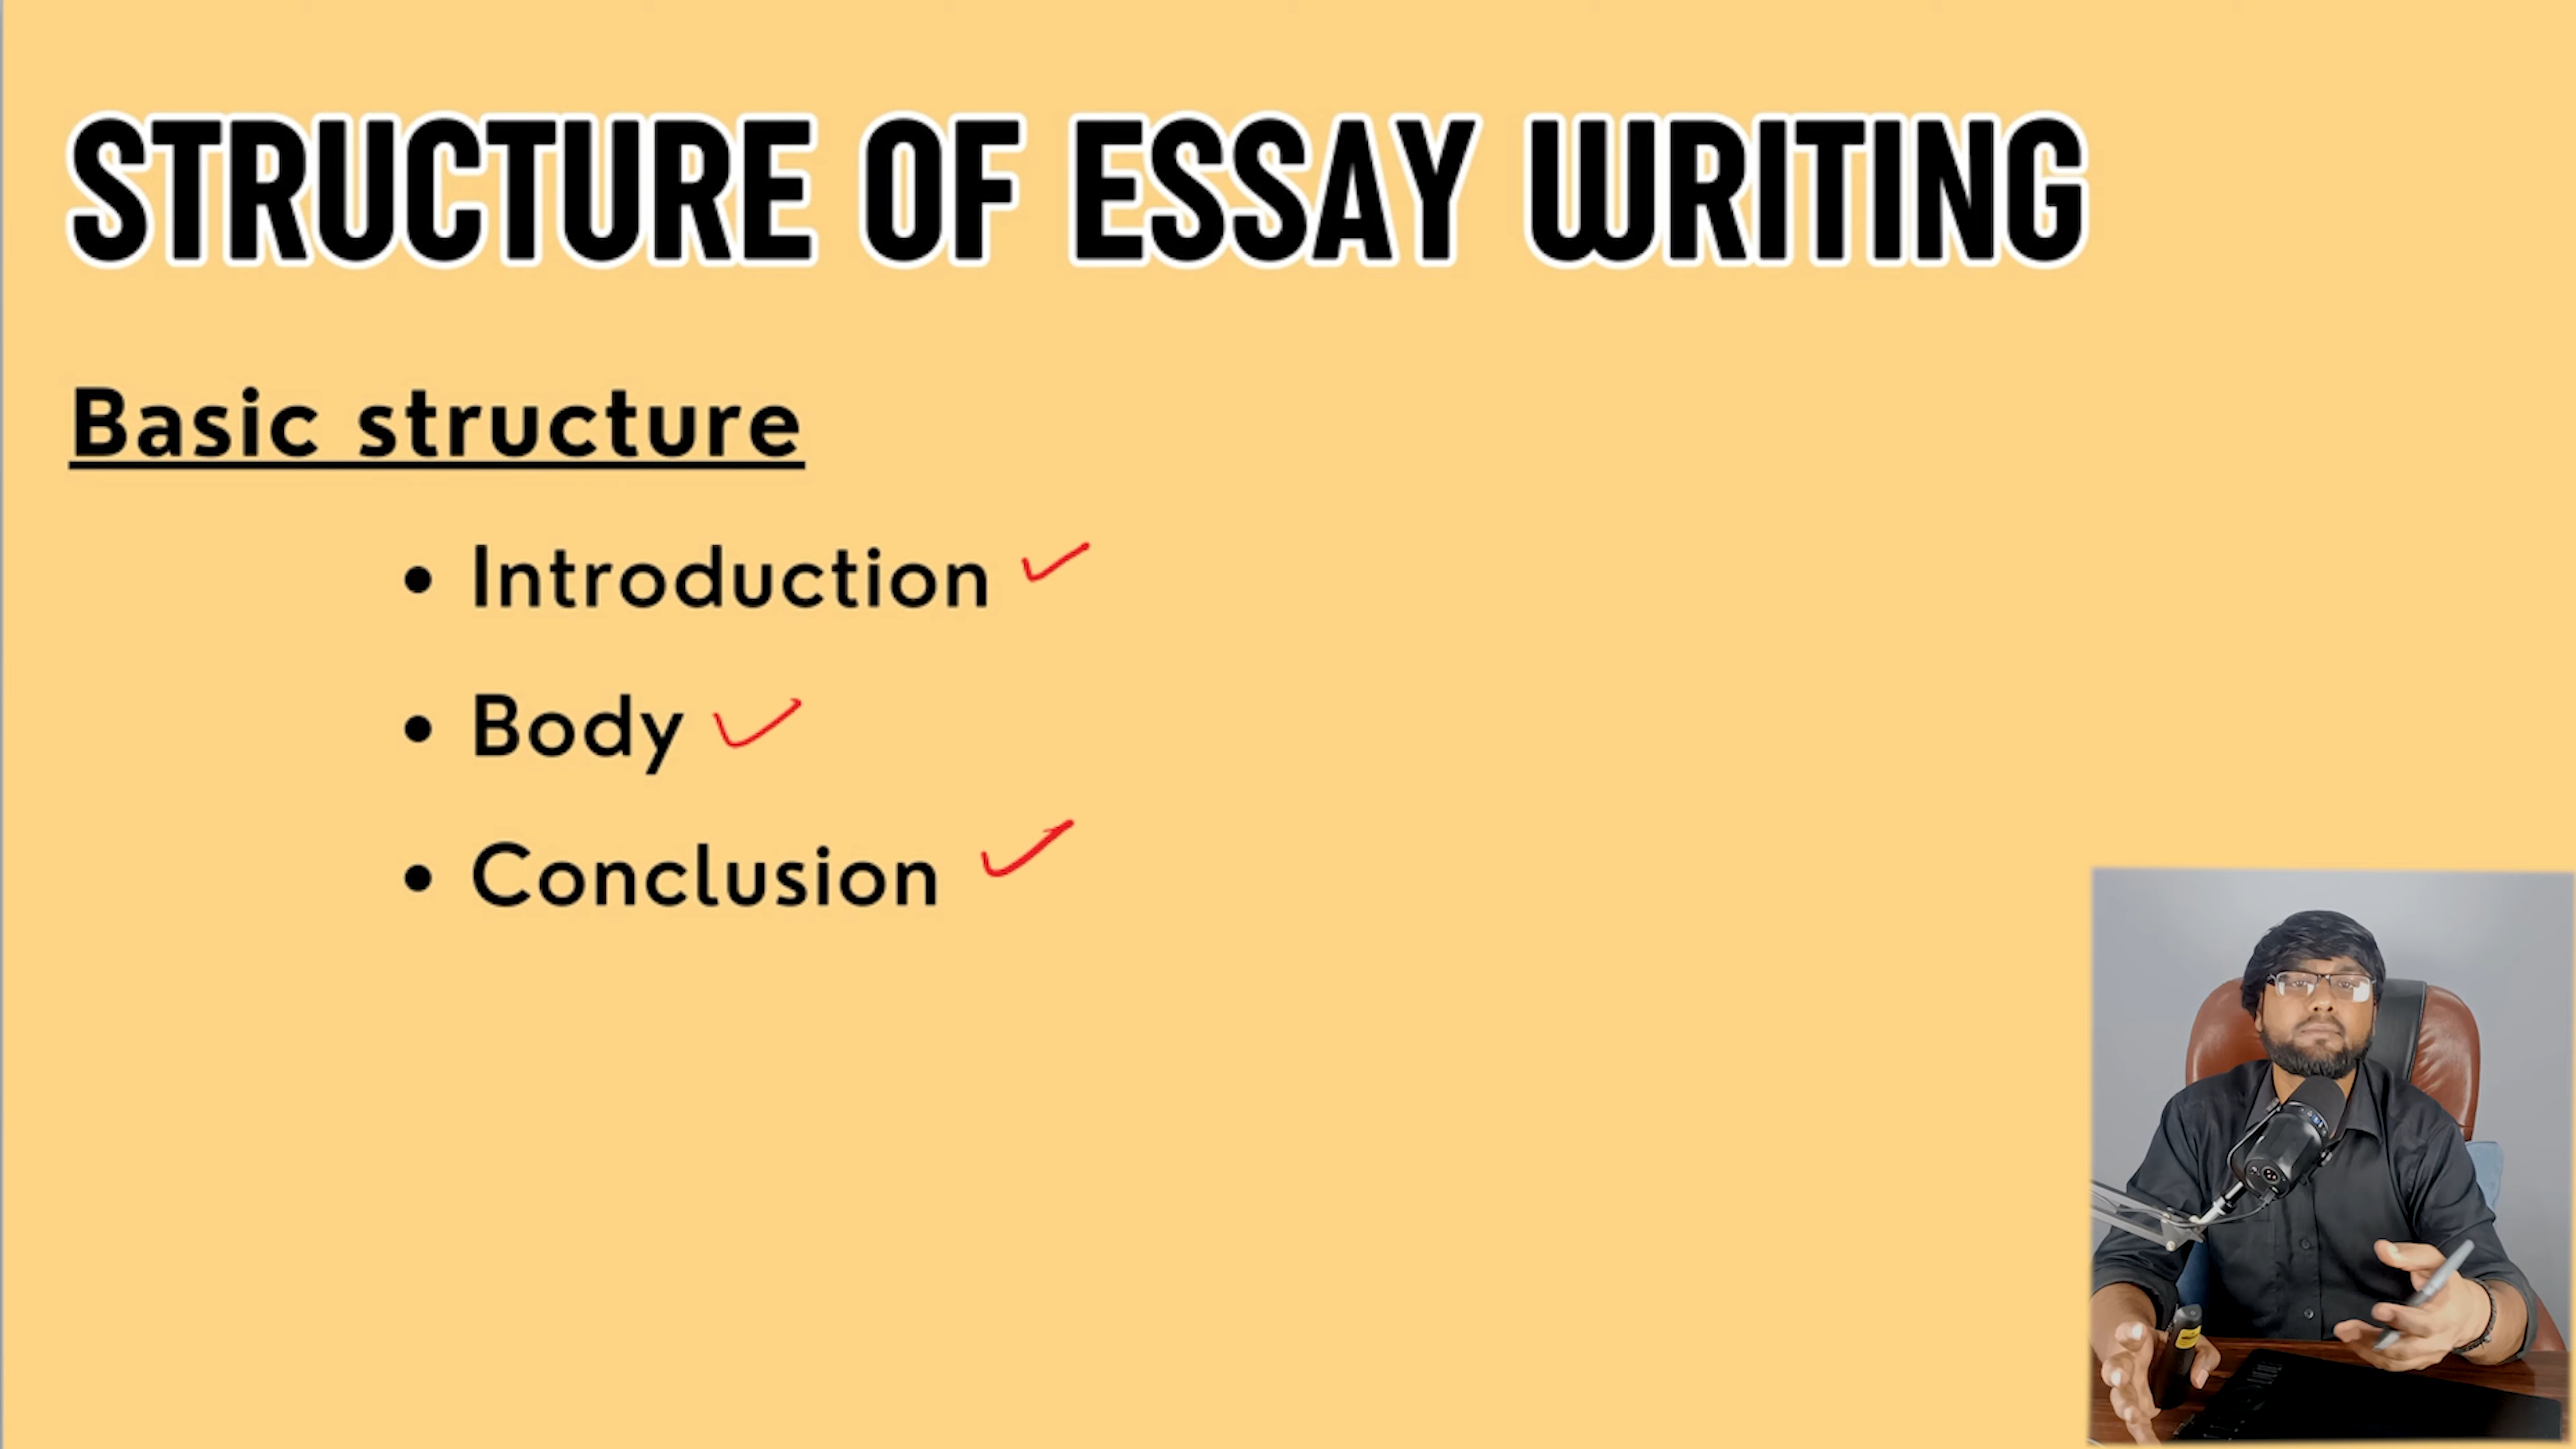 STRUCTURE OF ESSAY WRITING
Basic structure
• Introduction
• Body
• Conclusion